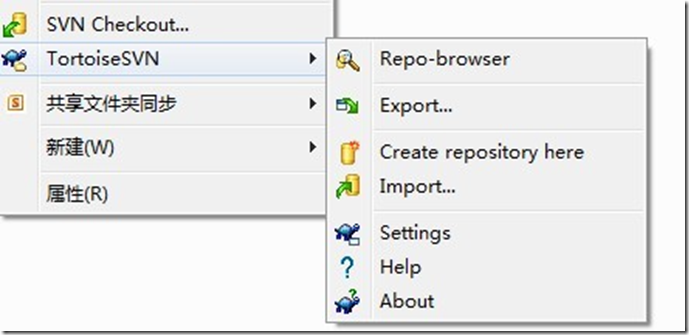 SVN Checkout...
TortoiseSVN
共享文件夹同步
新建(W)
属性(R)
Repo-browser
Export...
Create repository here
Import...
Settings
Help
About